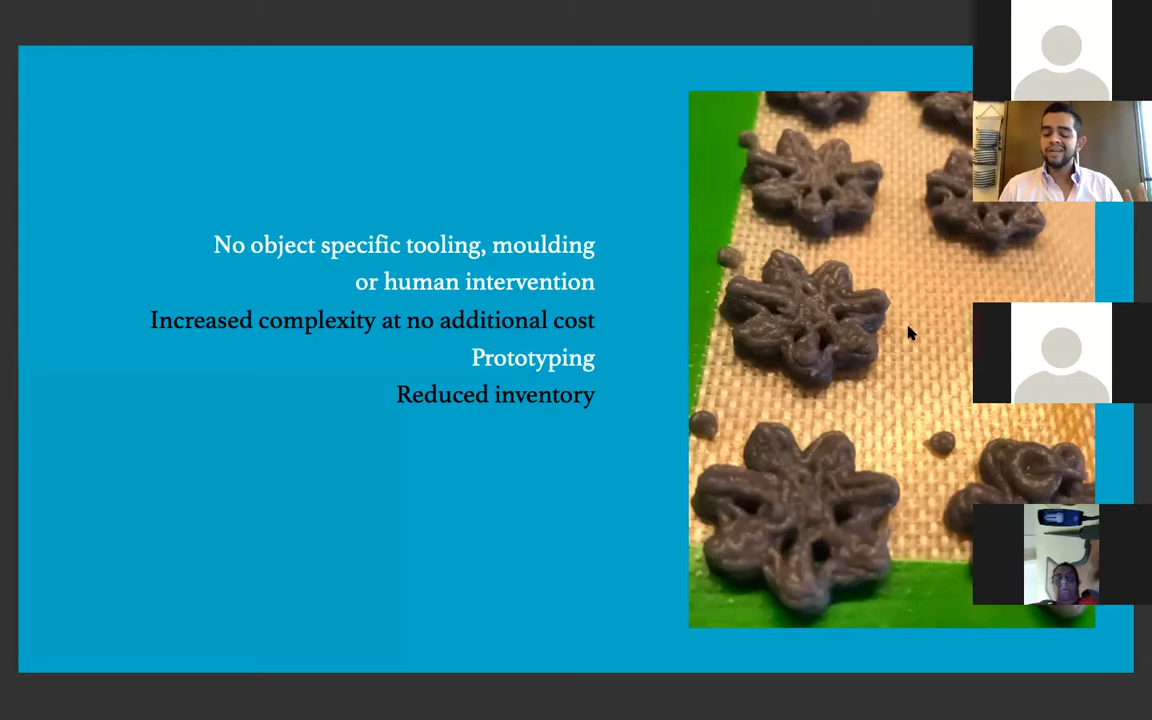 No object specific tooling, moulding
or human intervention
Increased complexity at no additional cost
Prototyping
Reduced inventory